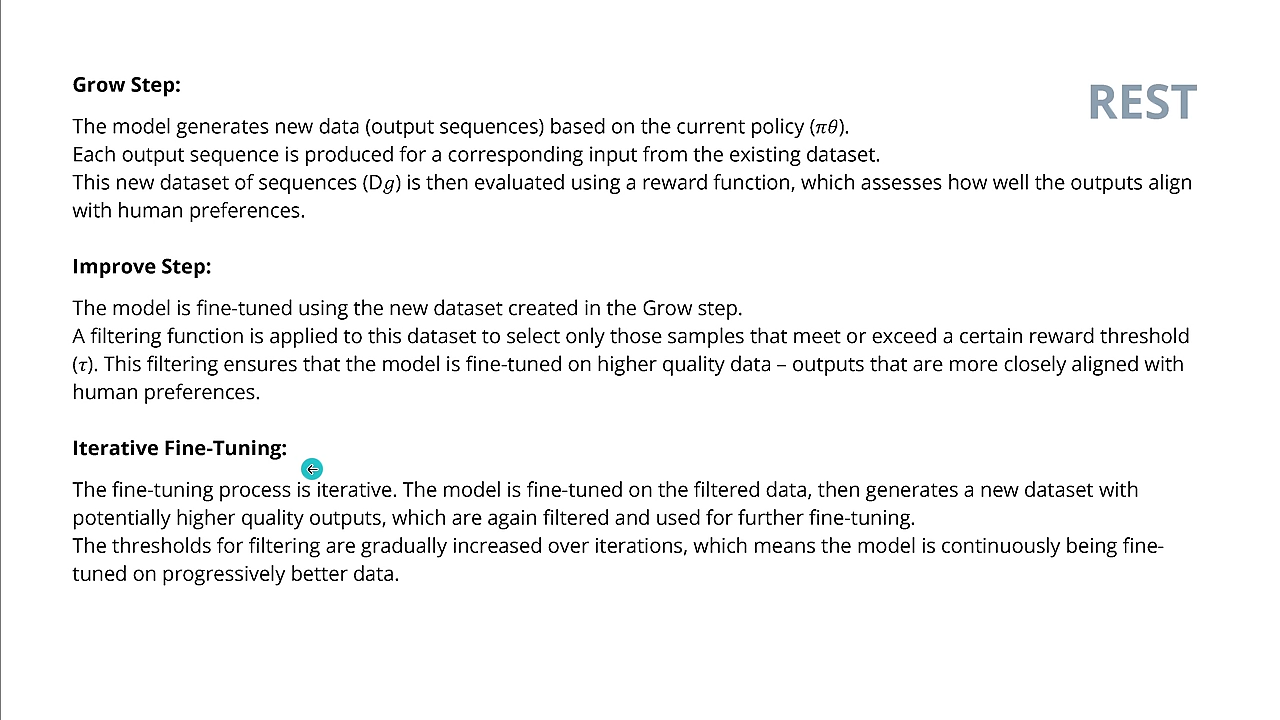 REST
Grow Step:
The model generates new data (output sequences) based on the current policy (πθ).
Each output sequence is produced for a corresponding input from the existing dataset.
This new dataset of sequences (Dg) is then evaluated using a reward function, which assesses how well the outputs align
with human preferences.
Improve Step:
The model is fine-tuned using the new dataset created in the Grow step.
A filtering function is applied to this dataset to select only those samples that meet or exceed a certain reward threshold
(τ). This filtering ensures that the model is fine-tuned on higher quality data – outputs that are more closely aligned with
human preferences.
Iterative Fine-Tuning:
The fine-tuning process is iterative. The model is fine-tuned on the filtered data, then generates a new dataset with
potentially higher quality outputs, which are again filtered and used for further fine-tuning.
The thresholds for filtering are gradually increased over iterations, which means the model is continuously being fine-
tuned on progressively better data.